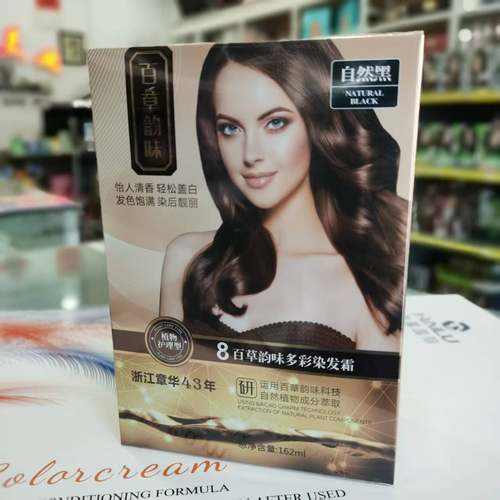 百草韵味
自然黑
NATURAL
BLACK
怡人清香 轻松盖白
发色饱满 染后靓丽
植物
护理型
8百草韵味多彩染发霜
浙江章华43年
研
运用百草韵味科技
自然植物成分萃取
USING BAICAO CHARM TECHNOLOGY
EXTRACTION OF NATURAL PLANT COMPONENTS
总净含量:162ml
Colorcream
CONDITIONING FORMULA
AFTER USED